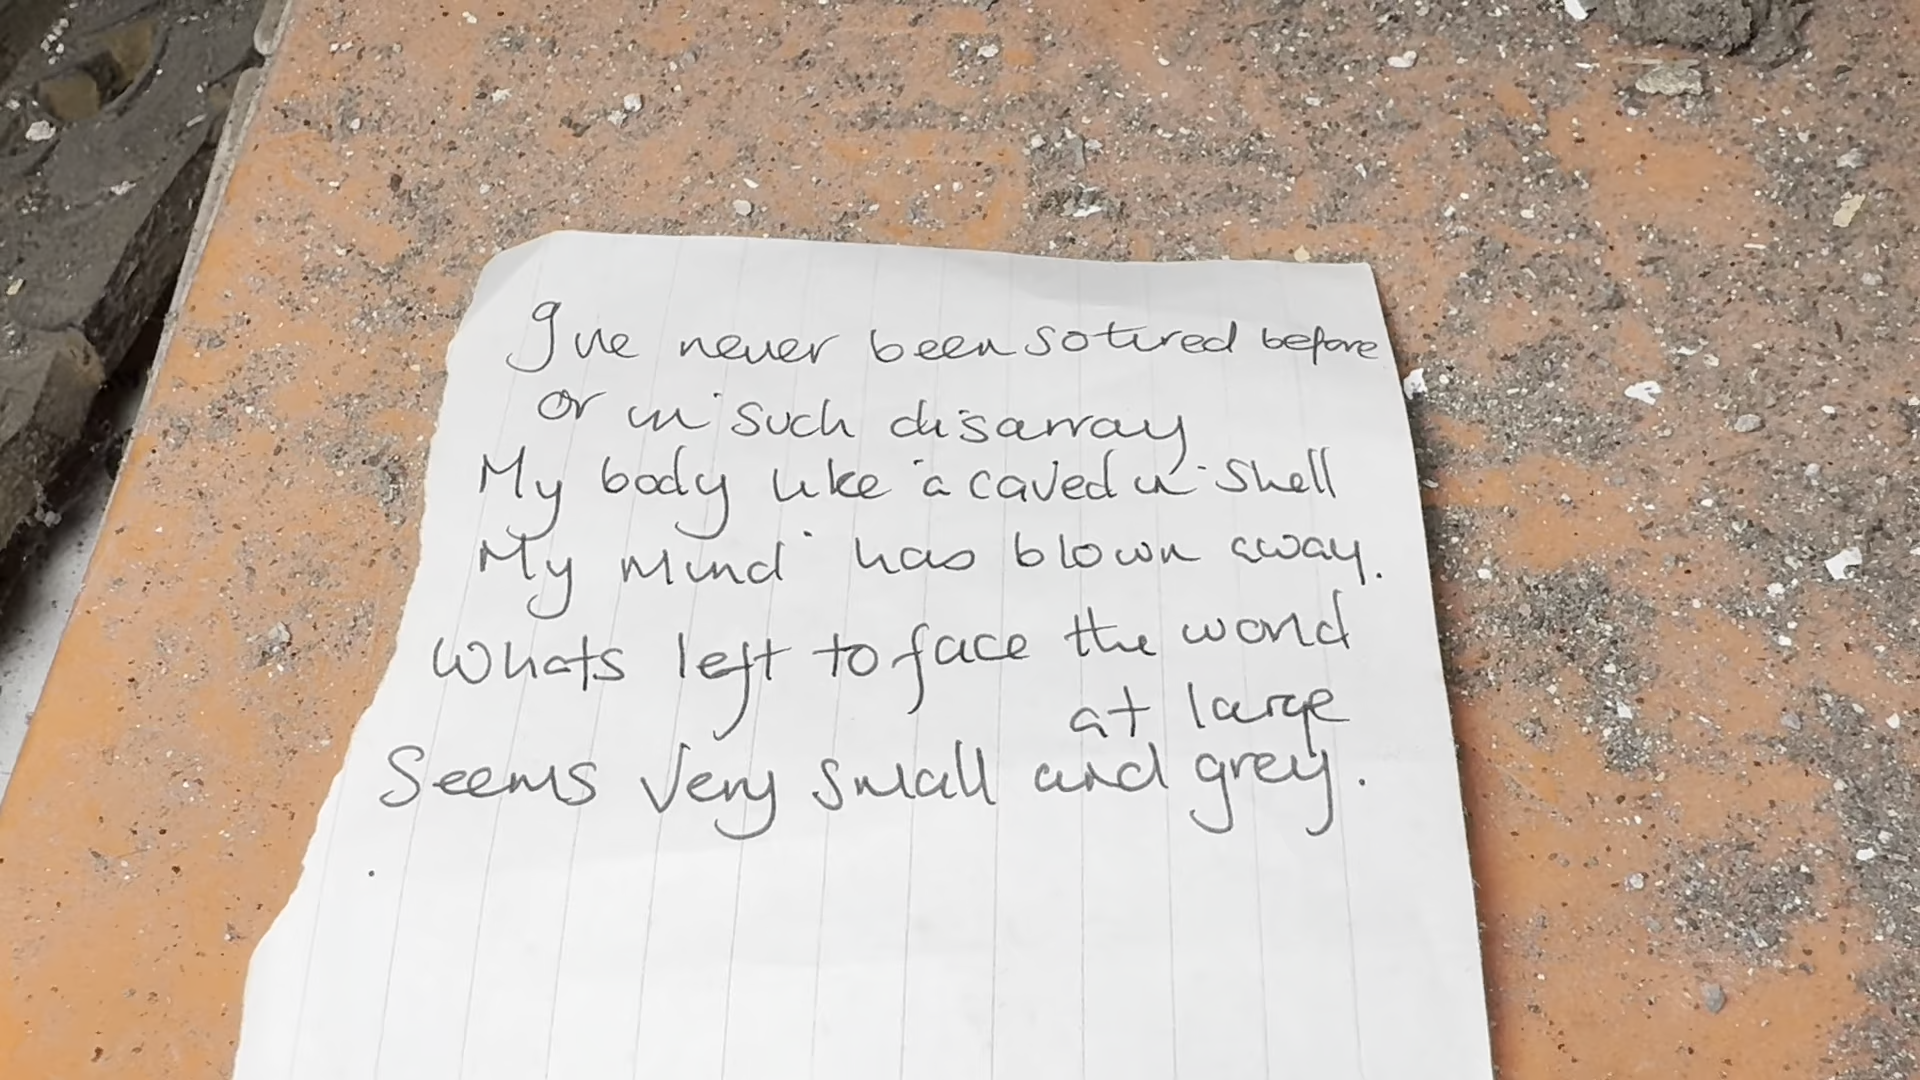 Ive never been so tired before
or in such disarray
My body like a caved in shell
My mind has blown away.
Whats left to face the world
at large
Seems very small and grey.